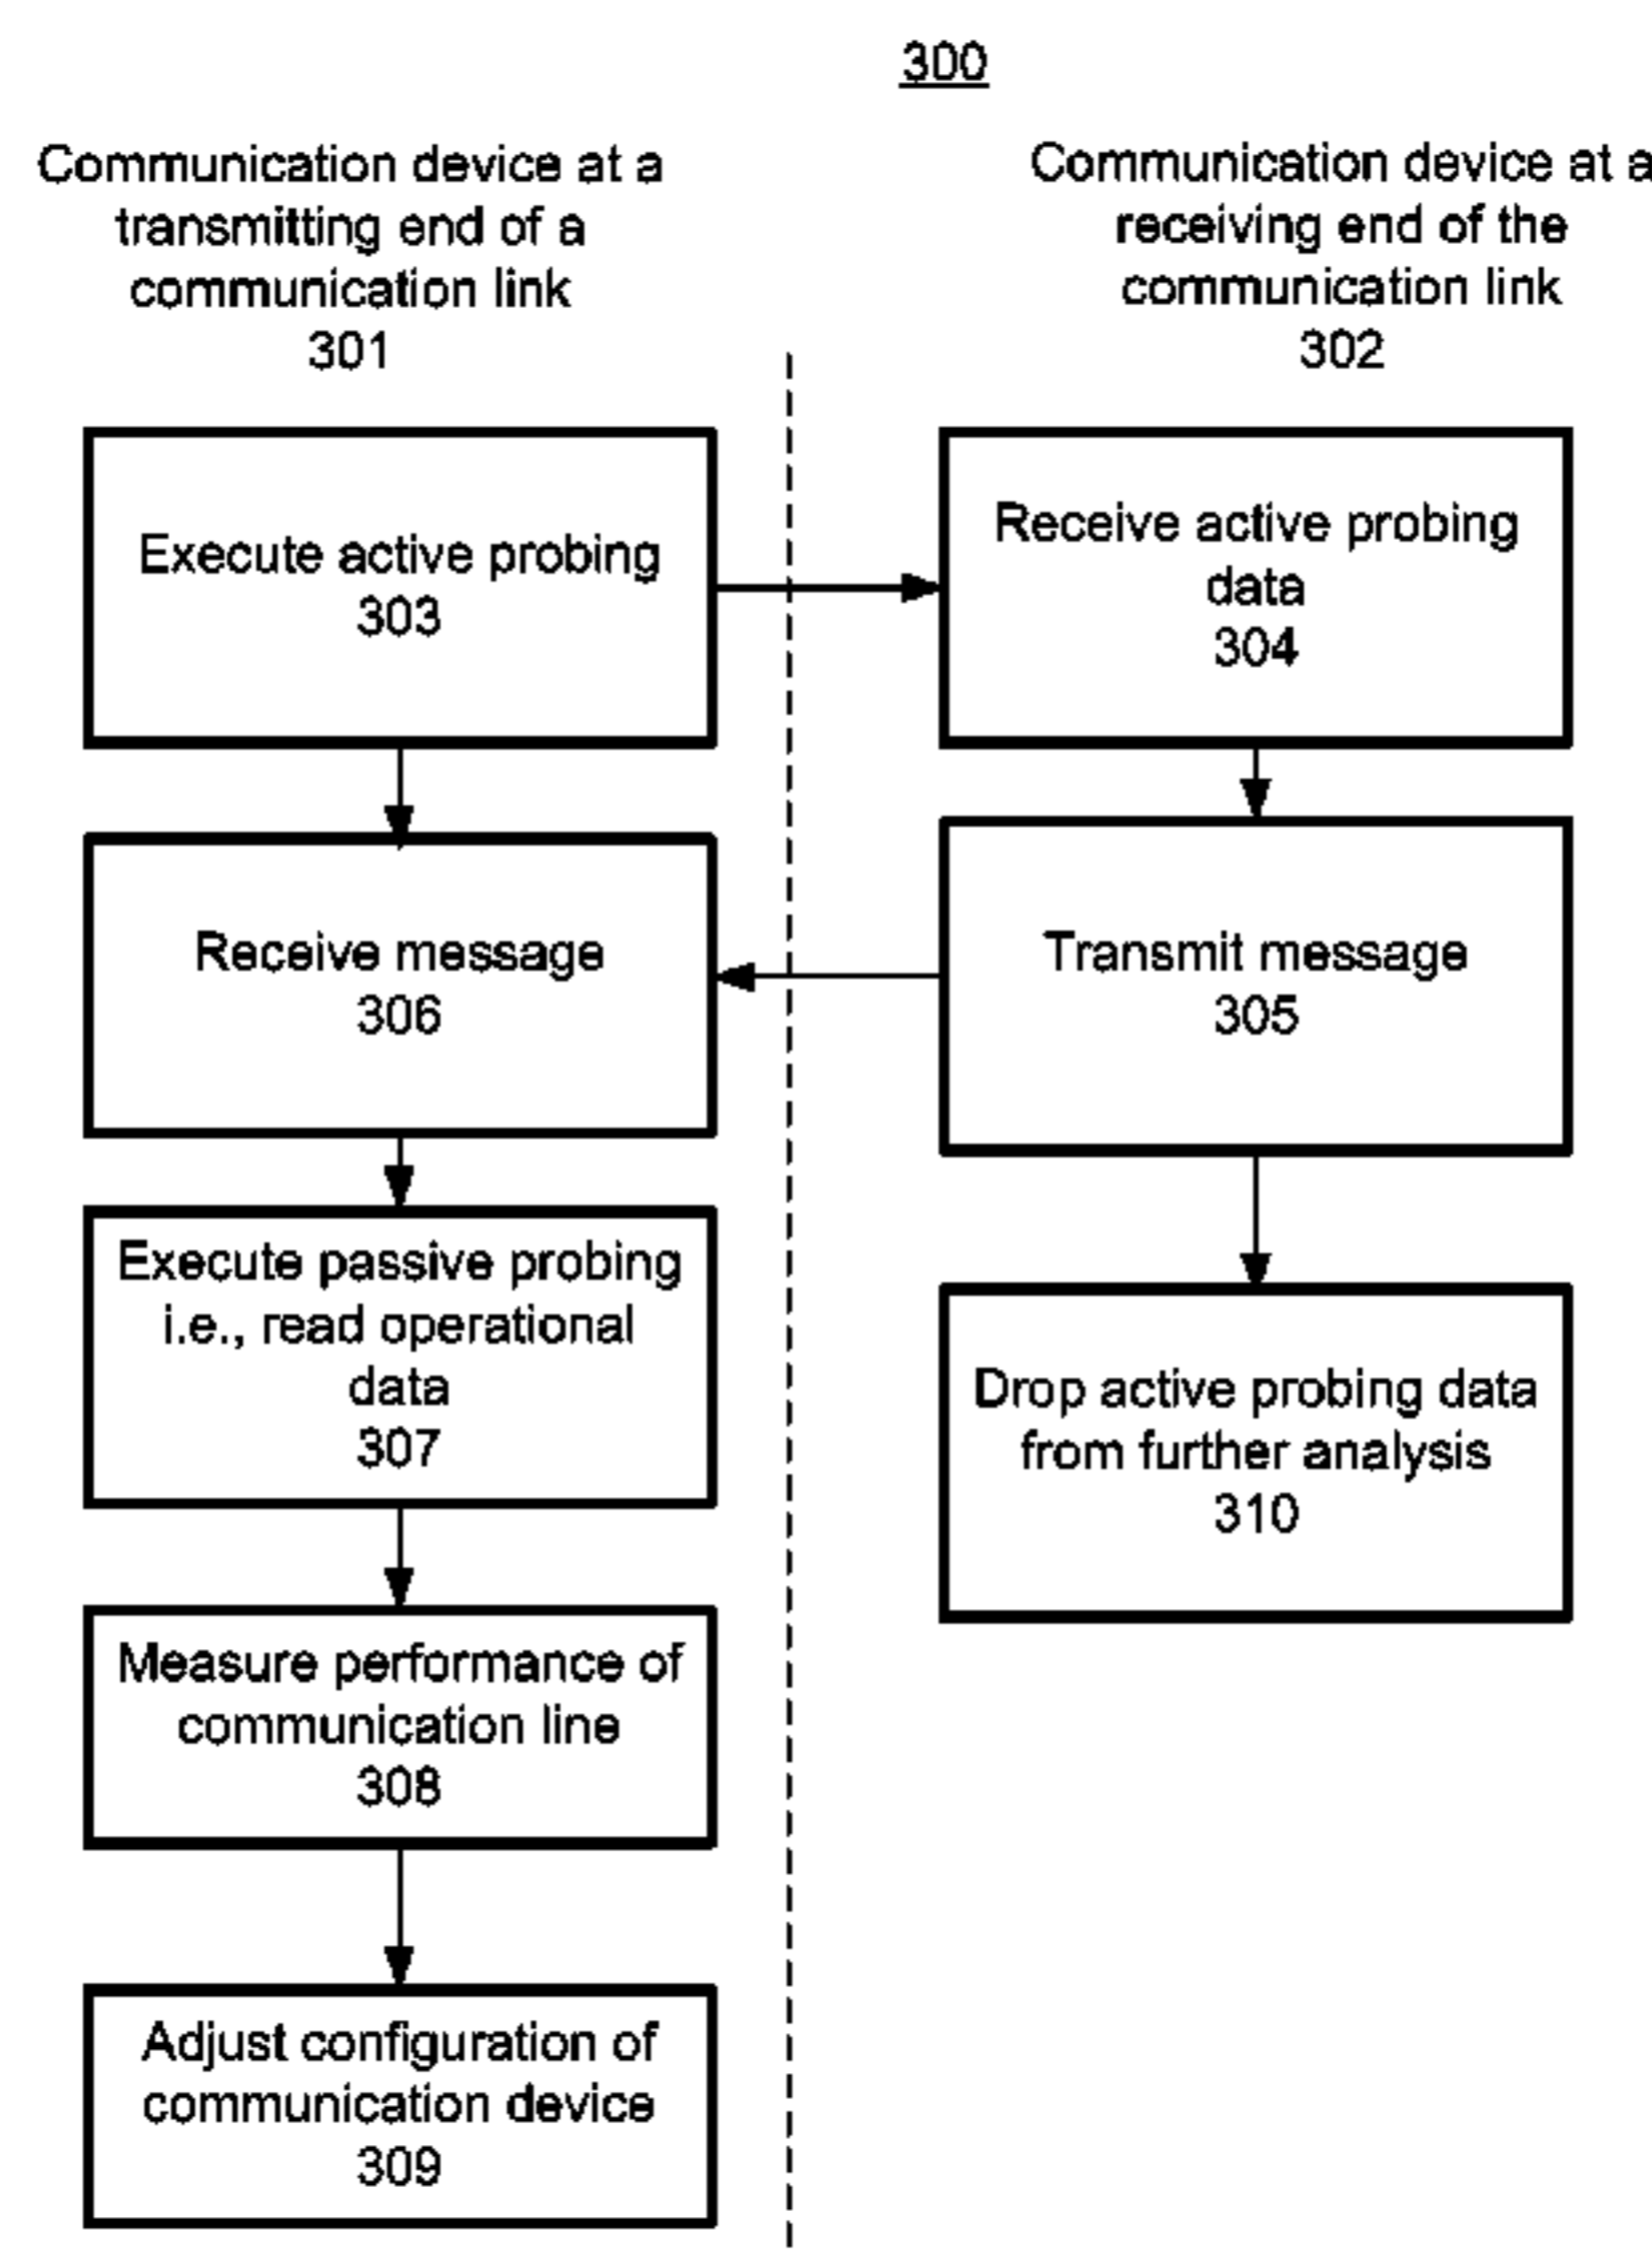 300
Communication device at a
transmitting end of a
communication link
301
Communication device at a
receiving end of the
communication link
302
Execute active probing
303
Receive active probing
data
304
Receive message
306
Transmit message
305
Execute passive probing
i.e., read operational
data
307
Drop active probing data
from further analysis
310
Measure performance of
communication line
308
Adjust configuration of
communication device
309